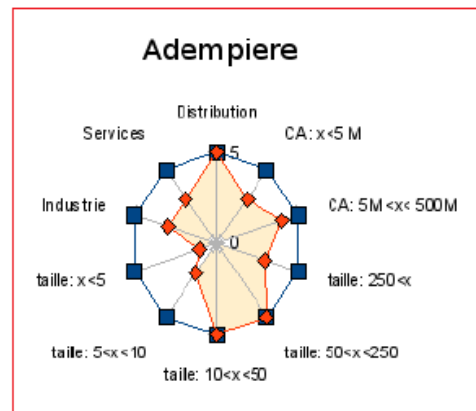 Adempiere
Distribution
Services
CA: x<5 M
5
Industrie
CA: 5M<x< 500M
0
taille: x<5
taille: 250<x
taille: 5<x<10
taille: 50<x<250
taille: 10<x<50